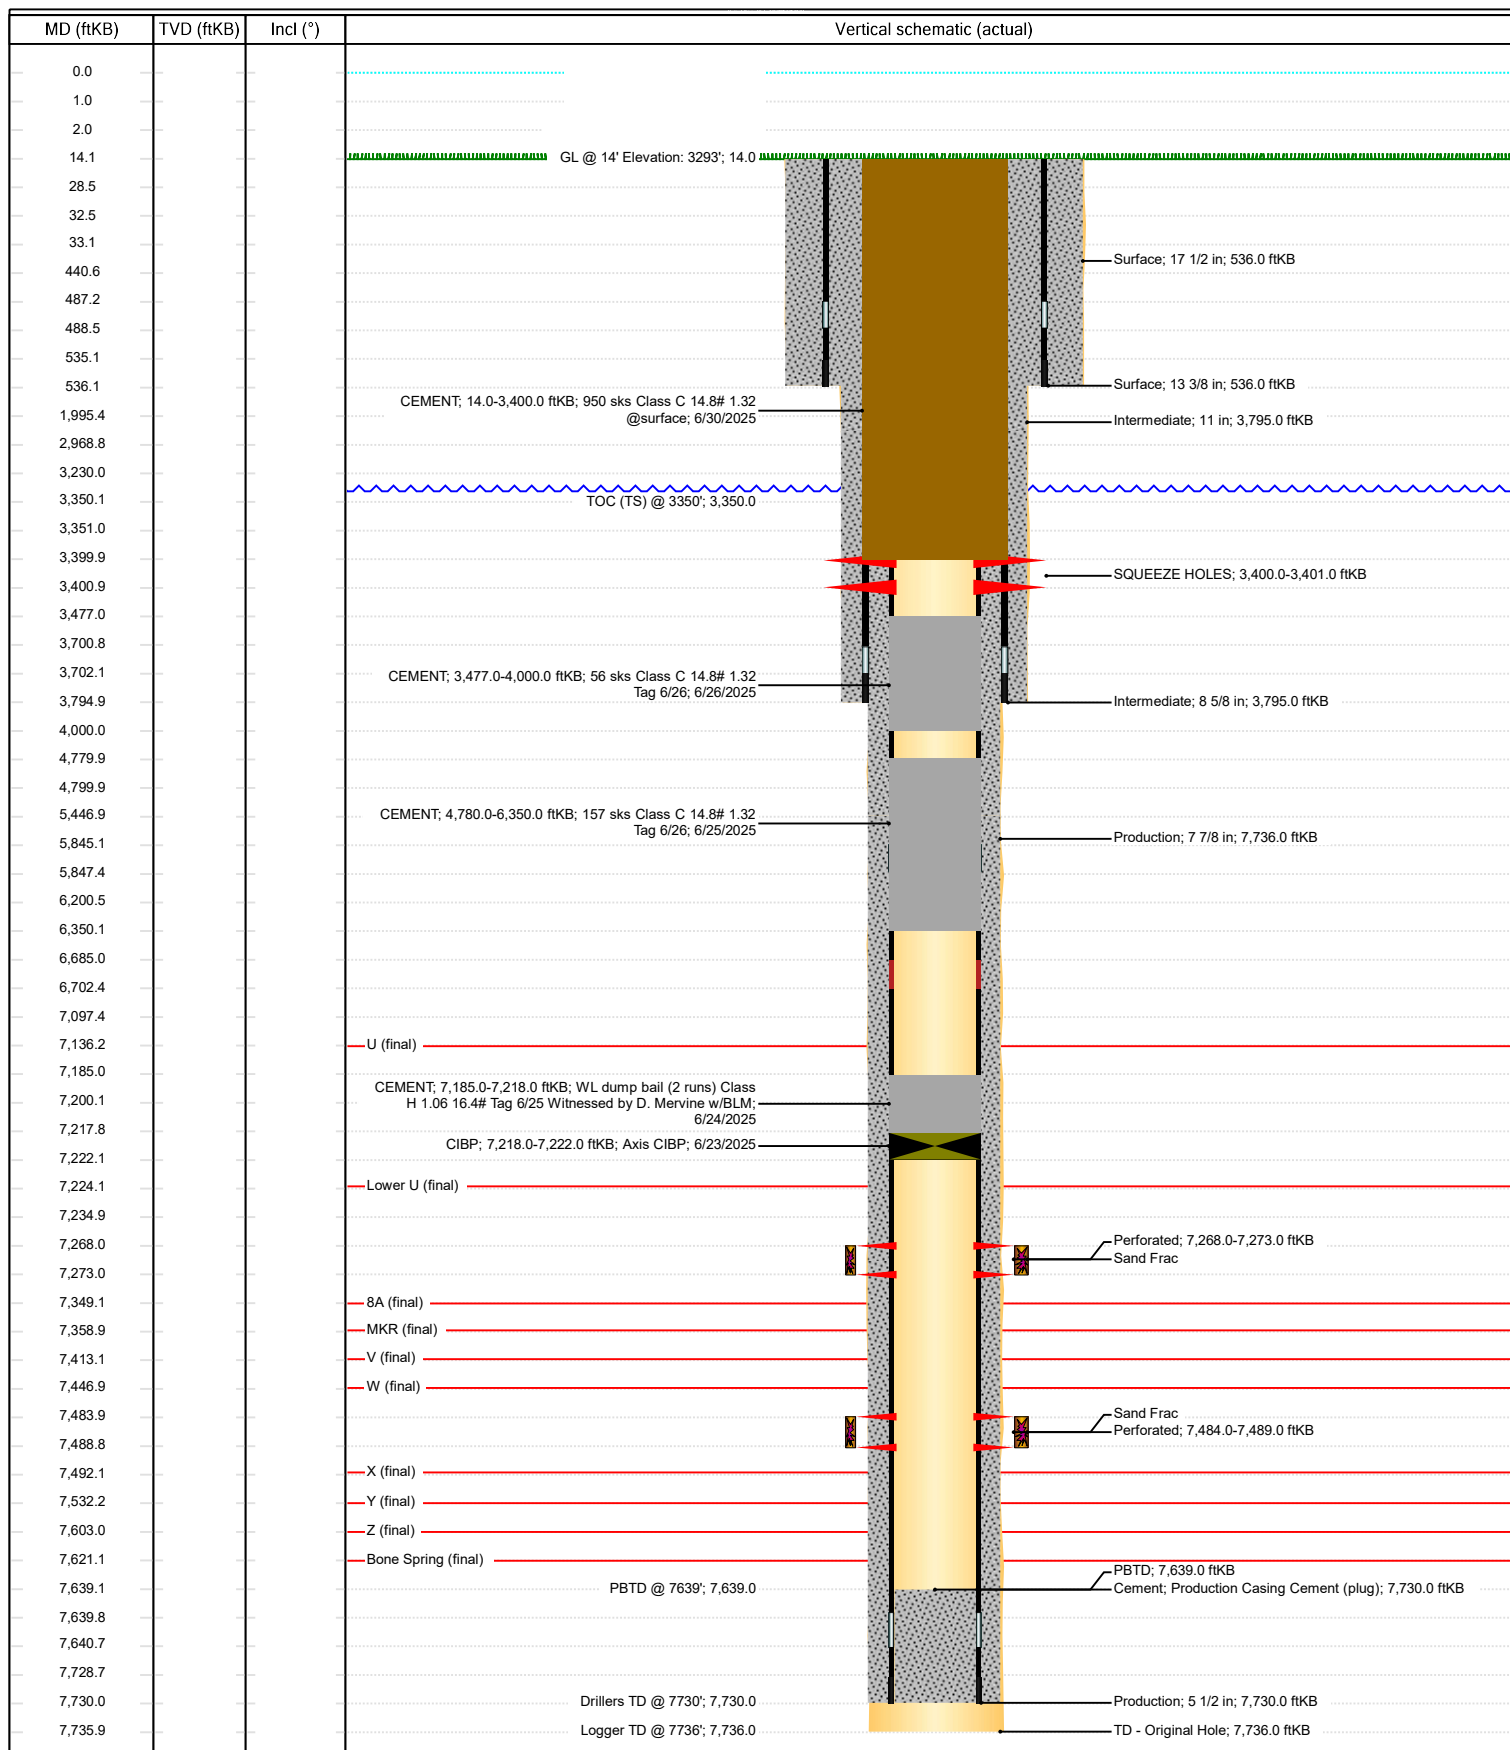 MD (ftKB) TVD (ftKB) Incl (°) Vertical schematic (actual)
0.0
1.0
2.0
14.1
GL @ 14' Elevation: 3293'; 14.0
28.5
32.5
33.1
Surface; 17 1/2 in; 536.0 ftKB
440.6
487.2
488.5
535.1
536.1
Surface; 13 3/8 in; 536.0 ftKB
CEMENT; 14.0-3,400.0 ftKB; 950 sks Class C 14.8# 1.32
@surface; 6/30/2025
1,995.4
Intermediate; 11 in; 3,795.0 ftKB
2,968.8
3,230.0
3,350.1
TOC (TS) @ 3350'; 3,350.0
3,351.0
3,399.9
SQUEEZE HOLES; 3,400.0-3,401.0 ftKB
3,400.9
3,477.0
3,700.8
3,702.1
CEMENT; 3,477.0-4,000.0 ftKB; 56 sks Class C 14.8# 1.32
Tag 6/26; 6/26/2025
3,794.9
Intermediate; 8 5/8 in; 3,795.0 ftKB
4,000.0
4,779.9
4,799.9
5,446.9
CEMENT; 4,780.0-6,350.0 ftKB; 157 sks Class C 14.8# 1.32
Tag 6/26; 6/25/2025
Production; 7 7/8 in; 7,736.0 ftKB
5,845.1
5,847.4
6,200.5
6,350.1
6,685.0
6,702.4
7,097.4
7,136.2
U (final)
7,185.0
CEMENT; 7,185.0-7,218.0 ftKB; WL dump bail (2 runs) Class
H 1.06 16.4# Tag 6/25 Witnessed by D. Mervine w/BLM;
6/24/2025
7,200.1
7,217.8
CIBP; 7,218.0-7,222.0 ftKB; Axis CIBP; 6/23/2025
7,222.1
7,224.1
Lower U (final)
7,234.9
7,268.0
Perforated; 7,268.0-7,273.0 ftKB
Sand Frac
7,273.0
7,349.1
8A (final)
7,358.9
MKR (final)
7,413.1
V (final)
7,446.9
W (final)
7,483.9
Sand Frac
Perforated; 7,484.0-7,489.0 ftKB
7,488.8
7,492.1
X (final)
7,532.2
Y (final)
7,603.0
Z (final)
7,621.1
Bone Spring (final)
PBTD; 7,639.0 ftKB
7,639.1
PBTD @ 7639'; 7,639.0
Cement; Production Casing Cement (plug); 7,730.0 ftKB
7,639.8
7,640.7
7,728.7
7,730.0
Drillers TD @ 7730'; 7,730.0
Production; 5 1/2 in; 7,730.0 ftKB
7,735.9
Logger TD @ 7736'; 7,736.0
TD - Original Hole; 7,736.0 ftKB